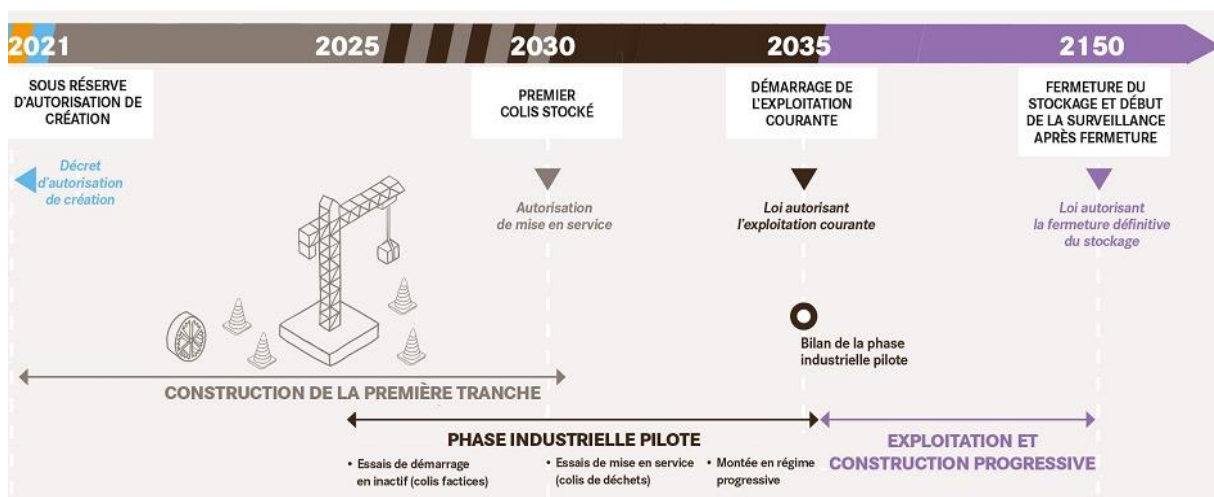 2021
2025
2030
2035
2150
SOUS RÉSERVE
D'AUTORISATION DE
CRÉATION
PREMIER
COLIS STOCKÉ
DÉMARRAGE DE
L'EXPLOITATION
COURANTE
FERMETURE DU
STOCKAGE ET DÉBUT
DE LA SURVEILLANCE
APRÈS FERMETURE
Décret
d'autorisation
de création
Autorisation
de mise en service
Loi autorisant
l'exploitation courante
Loi autorisant
la fermeture définitive
du stockage
Bilan de la phase
industrielle pilote
CONSTRUCTION DE LA PREMIÈRE TRANCHE
PHASE INDUSTRIELLE PILOTE
• Essais de démarrage
en inactif (colis factices)
• Essais de mise en service
(colis de déchets)
• Montée en régime
progressive
EXPLOITATION ET
CONSTRUCTION PROGRESSIVE